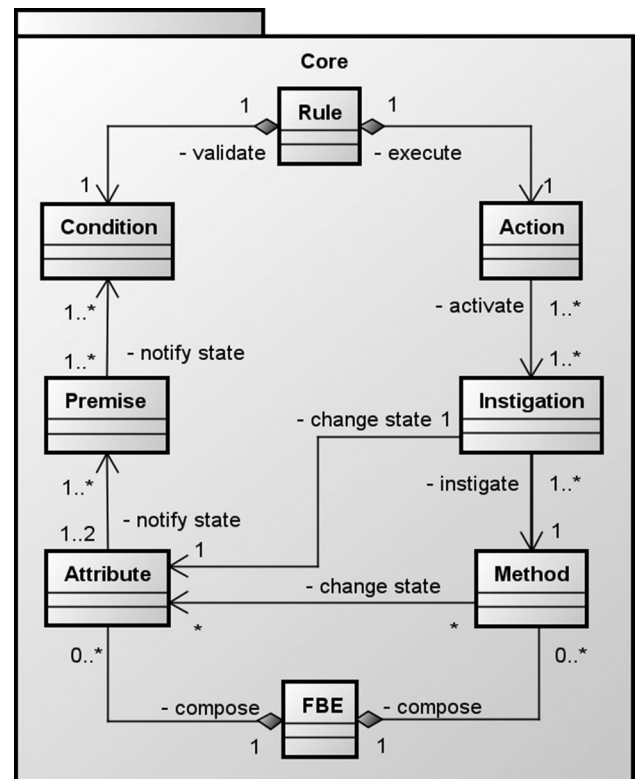 Core
1
Rule
1
- validate
- execute
1
1
Condition
Action
1..*
- activate
1..*
1..*
- notify state
1..*
Premise
Instigation
- change state 1
1..*
- instigate
1..*
1..2
- notify state
1
1
Attribute
Method
- change state
*
*
0..*
0..*
- compose
FBE
- compose
1
1